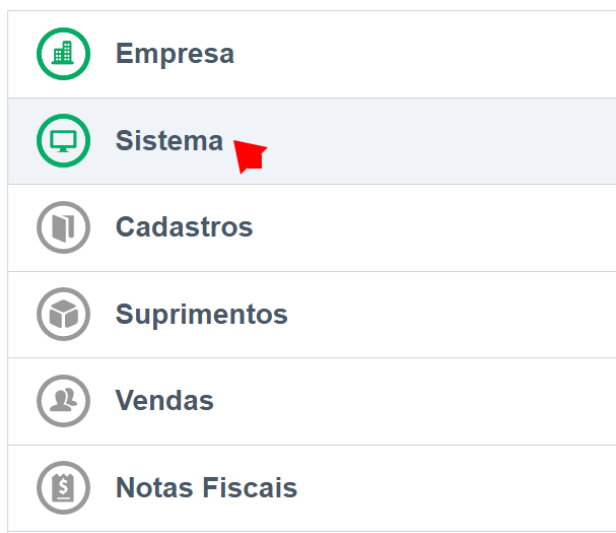 Empresa
Sistema
Cadastros
Suprimentos
Vendas
Notas Fiscais